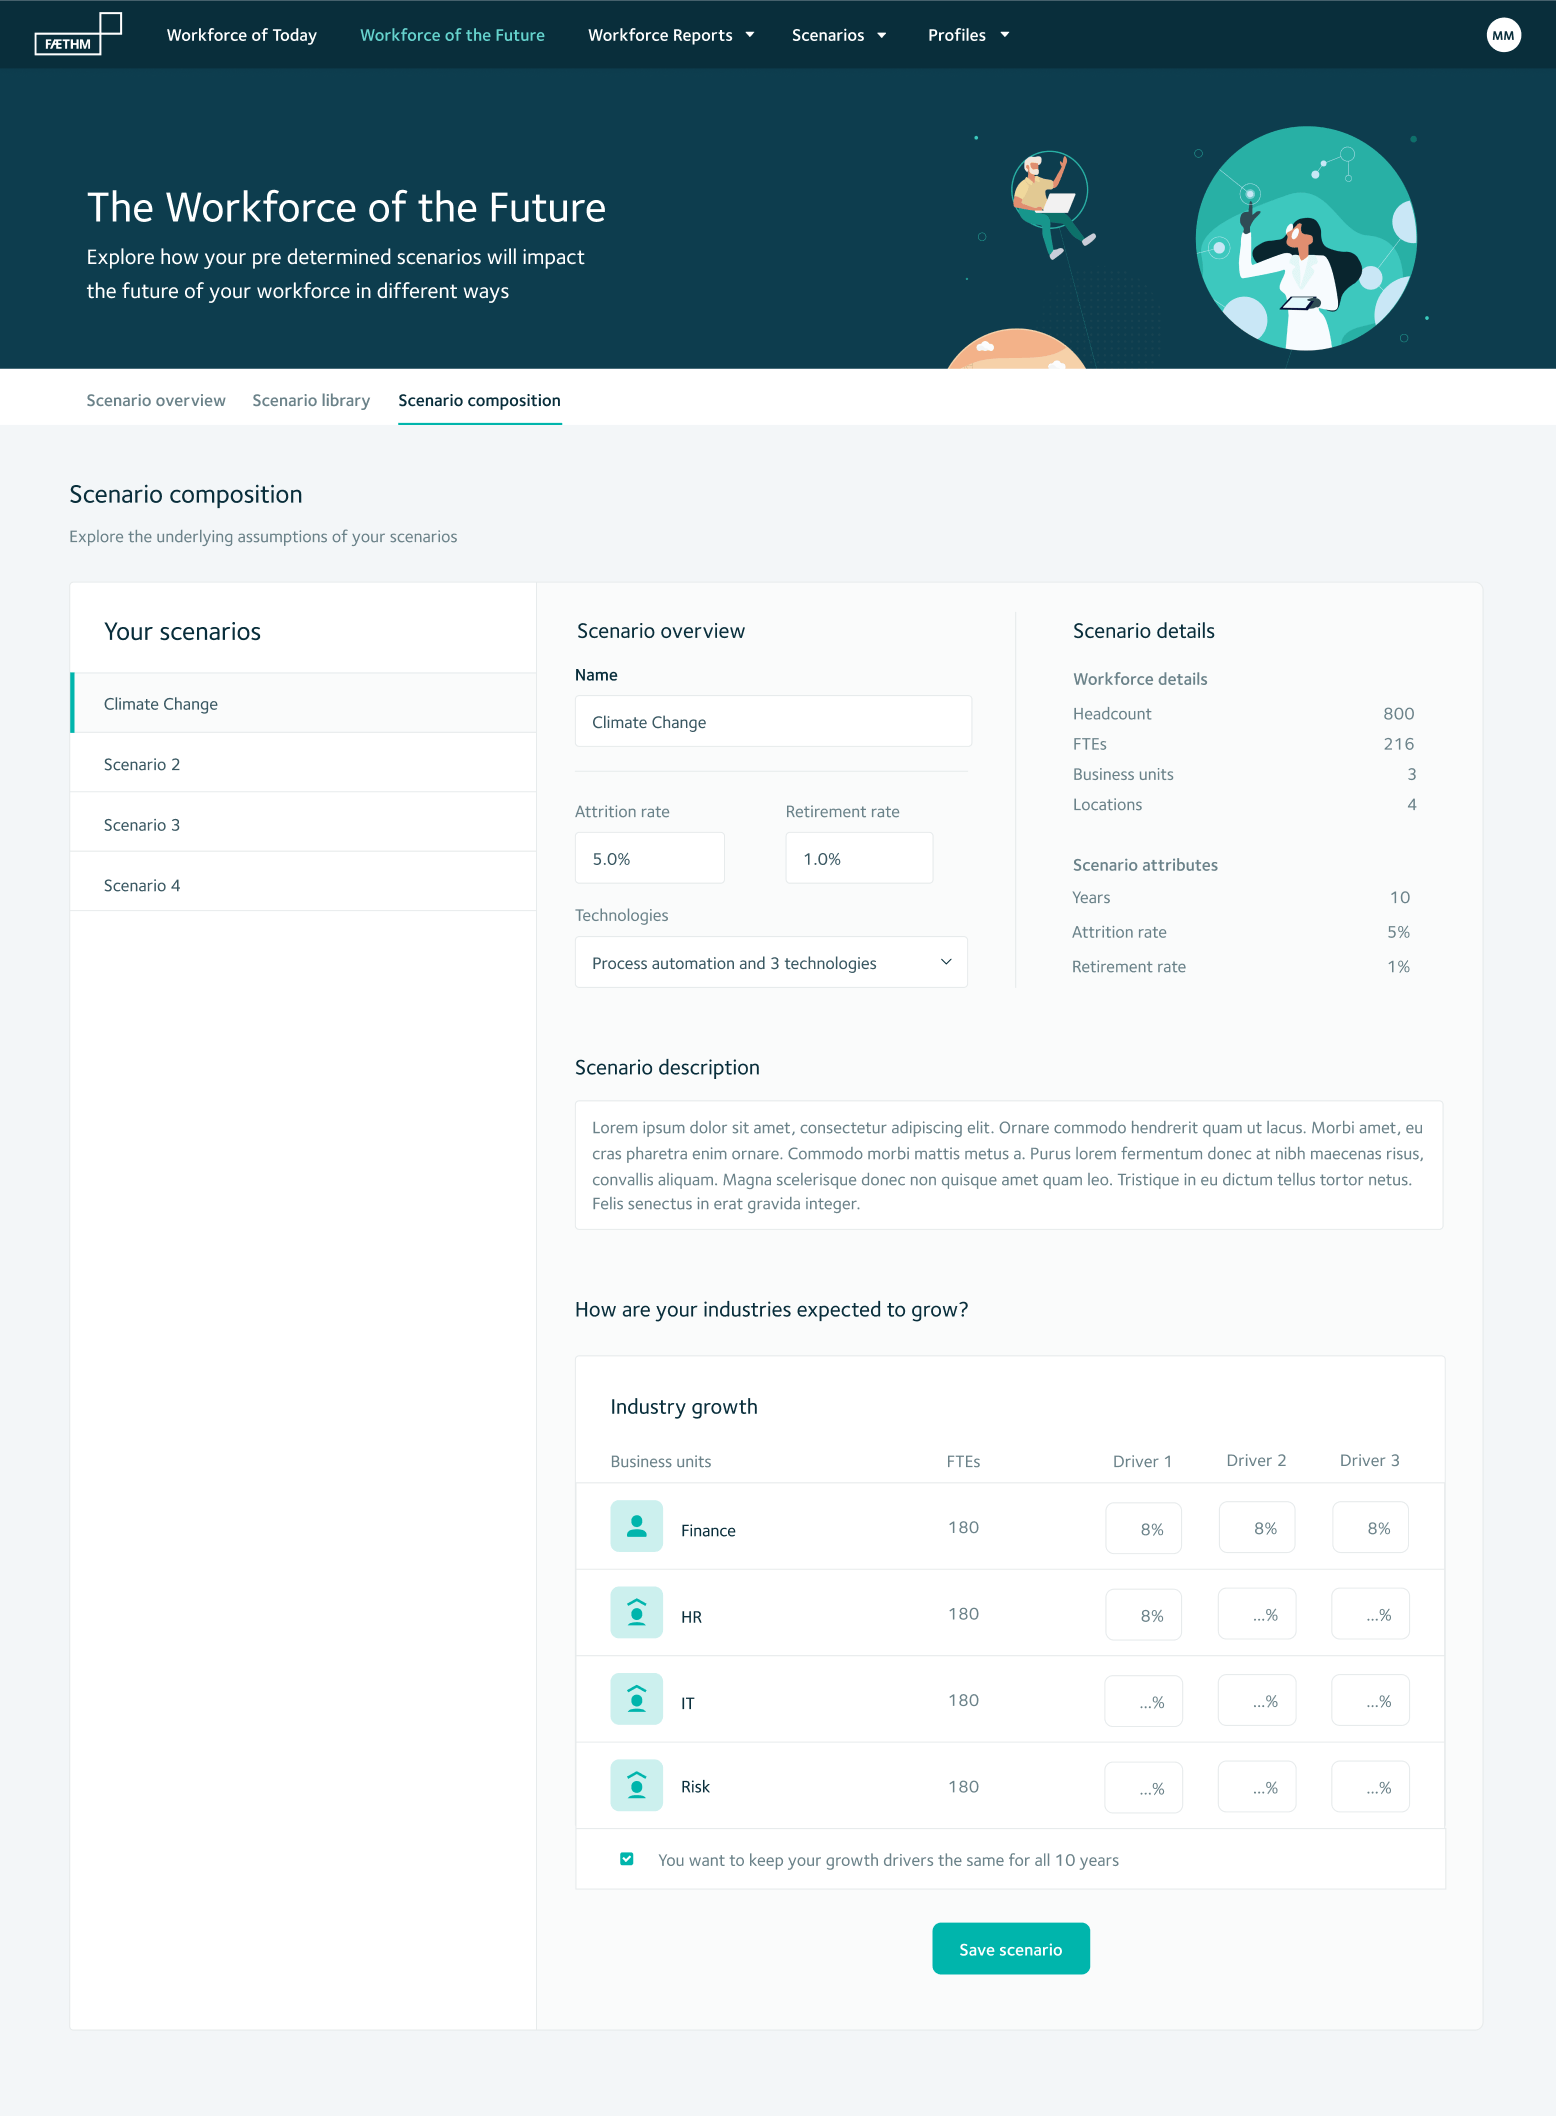 FÆTHM
Workforce of Today
Workforce of the Future
Workforce Reports
Scenarios
Profiles
MM
The Workforce of the Future
Explore how your pre determined scenarios will impact
the future of your workforce in different ways
Scenario overview
Scenario library
Scenario composition
Scenario composition
Explore the underlying assumptions of your scenarios
Your scenarios
Climate Change
Scenario 2
Scenario 3
Scenario 4
Scenario overview
Name
Climate Change
Attrition rate
Retirement rate
5.0%
1.0%
Technologies
Process automation and 3 technologies
Scenario details
Workforce details
Headcount 800
FTEs 216
Business units 3
Locations 4
Scenario attributes
Years 10
Attrition rate 5%
Retirement rate 1%
Scenario description
Lorem ipsum dolor sit amet, consectetur adipiscing elit. Ornare commodo hendrerit quam ut lacus. Morbi amet, eu
cras pharetra enim ornare. Commodo morbi mattis metus a. Purus lorem fermentum donec at nibh maecenas risus,
convallis aliquam. Magna scelerisque donec non quisque amet quam leo. Tristique in eu dictum tellus tortor netus.
Felis senectus in erat gravida integer.
How are your industries expected to grow?
Industry growth
Business units FTEs Driver 1 Driver 2 Driver 3
Finance 180 8% 8% 8%
HR 180 8% ...% ...%
IT 180 ...% ...% ...%
Risk 180 ...% ...% ...%
You want to keep your growth drivers the same for all 10 years
Save scenario